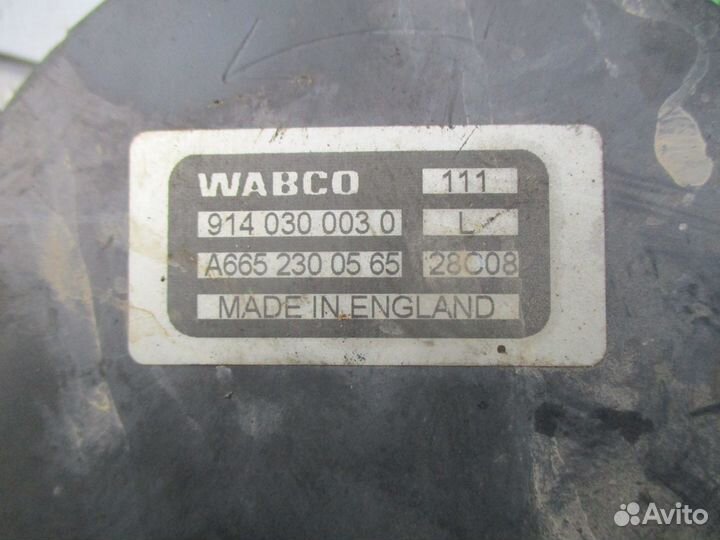 WABCO 111
914 030 003 0 L
A665 230 05 65 28C08
MADE IN ENGLAND
Avito